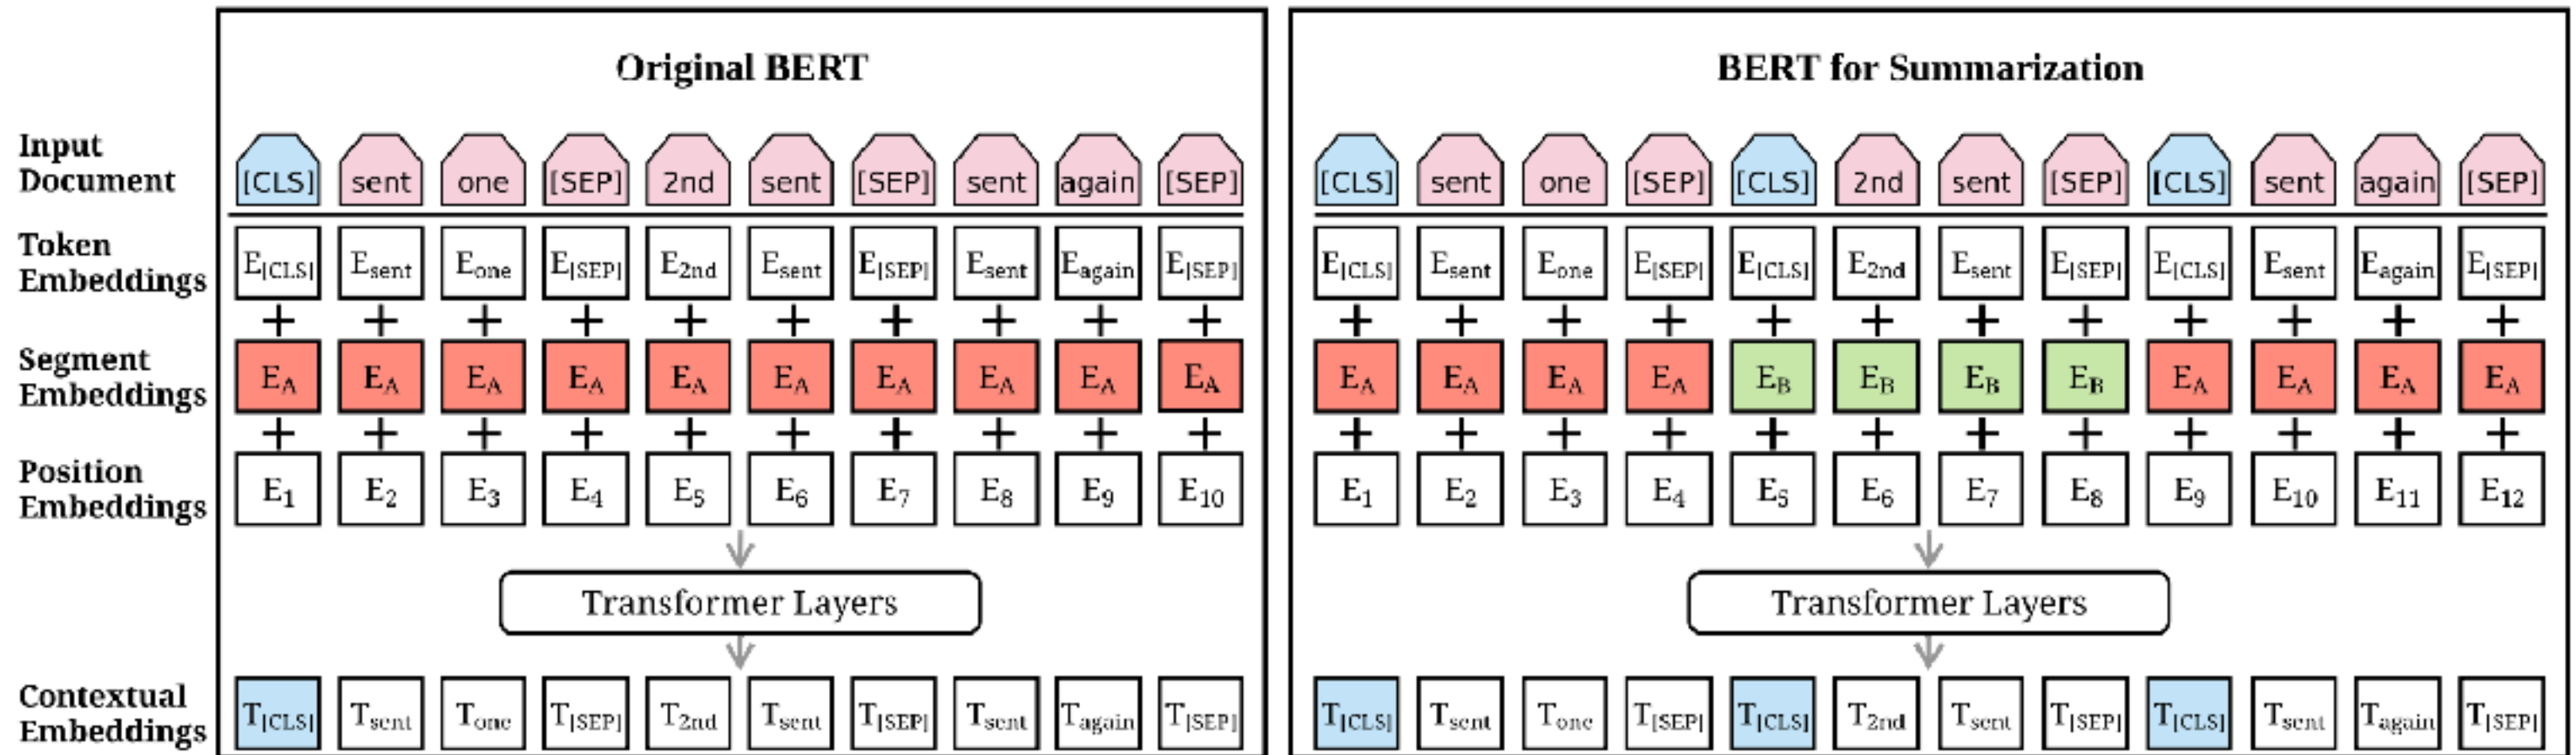 Original BERT
BERT for Summarization
Input
Document
[CLS] sent one [SEP] 2nd sent [SEP] sent again [SEP]
[CLS] sent one [SEP] [CLS] 2nd sent [SEP] [CLS] sent again [SEP]
Token
Embeddings
E[CLS] Esent Eone E[SEP] E2nd Esent E[SEP] Esent Eagain E[SEP]
E[CLS] Esent Eone E[SEP] E[CLS] E2nd Esent E[SEP] E[CLS] Esent Eagain E[SEP]
+ + + + + + + + + +
+ + + + + + + + + + + +
Segment
Embeddings
EA EA EA EA EA EA EA EA EA EA
EA EA EA EA EB EB EB EB EA EA EA EA
+ + + + + + + + + +
+ + + + + + + + + + + +
Position
Embeddings
E1 E2 E3 E4 E5 E6 E7 E8 E9 E10
E1 E2 E3 E4 E5 E6 E7 E8 E9 E10 E11 E12
Transformer Layers
Transformer Layers
Contextual
Embeddings
T[CLS] Tsent Tone T[SEP] T2nd Tsent T[SEP] Tsent Tagain T[SEP]
T[CLS] Tsent Tone T[SEP] T[CLS] T2nd Tsent T[SEP] T[CLS] Tsent Tagain T[SEP]